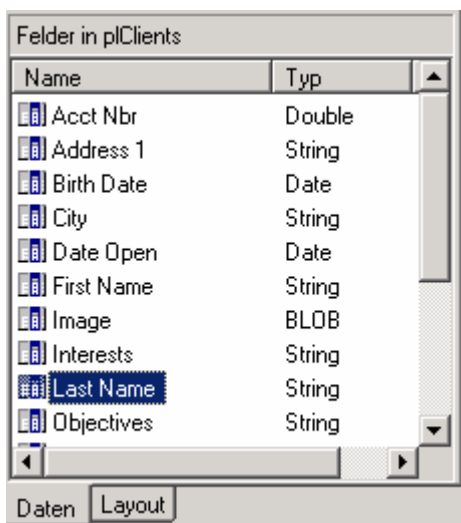 Felder in plClients
Name Typ
Acct Nbr Double
Address 1 String
Birth Date Date
City String
Date Open Date
First Name String
Image BLOB
Interests String
Last Name String
Objectives String
Daten Layout